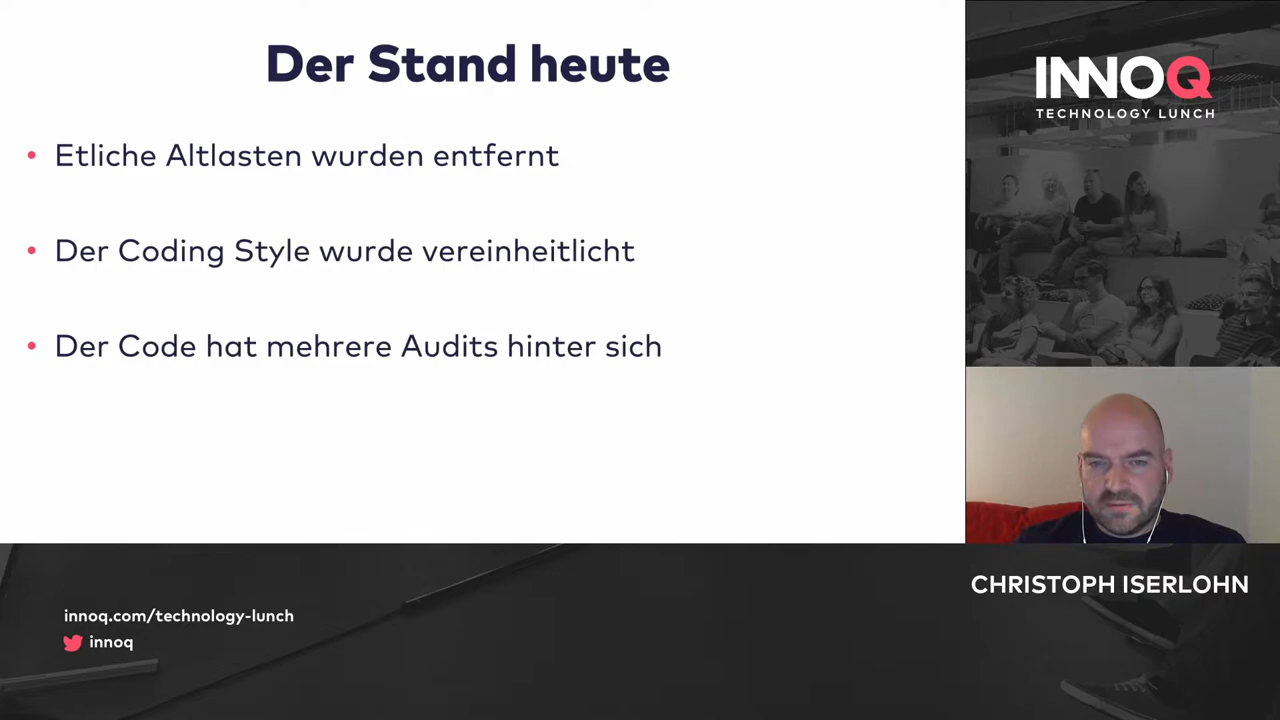 Der Stand heute
• Etliche Altlasten wurden entfernt
• Der Coding Style wurde vereinheitlicht
• Der Code hat mehrere Audits hinter sich
INNOQ
TECHNOLOGY LUNCH
CHRISTOPH ISERLOHN
innoq.com/technology-lunch
innoq